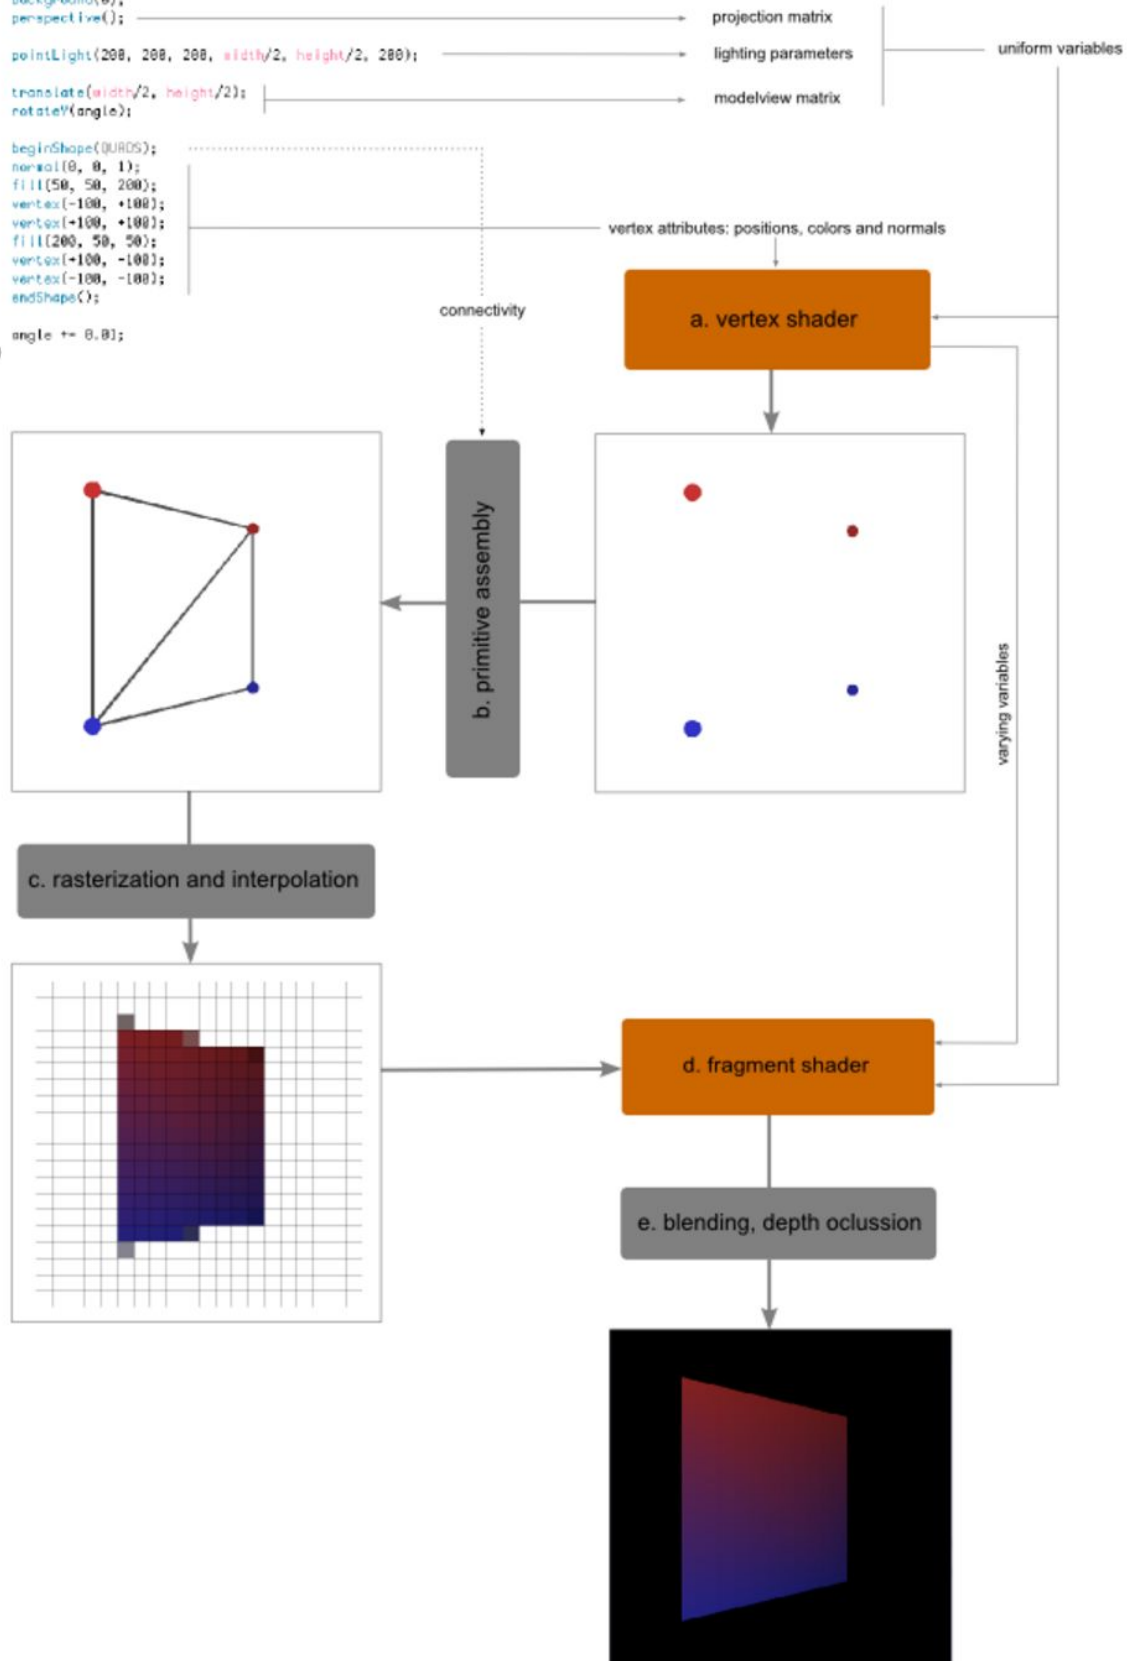 background(0);
perspective();
projection matrix
pointLight(200, 200, 200, width/2, height/2, 200);
lighting parameters
uniform variables
translate(width/2, height/2);
rotateY(angle);
modelview matrix
beginShape(QUADS);
normal(0, 0, 1);
fill(50, 50, 200);
vertex(-100, +100);
vertex(+100, +100);
fill(200, 50, 50);
vertex(+100, -100);
vertex(-100, -100);
endShape();
angle += 0.01;
vertex attributes: positions, colors and normals
connectivity
a. vertex shader
b. primitive assembly
varying variables
c. rasterization and interpolation
d. fragment shader
e. blending, depth oclussion